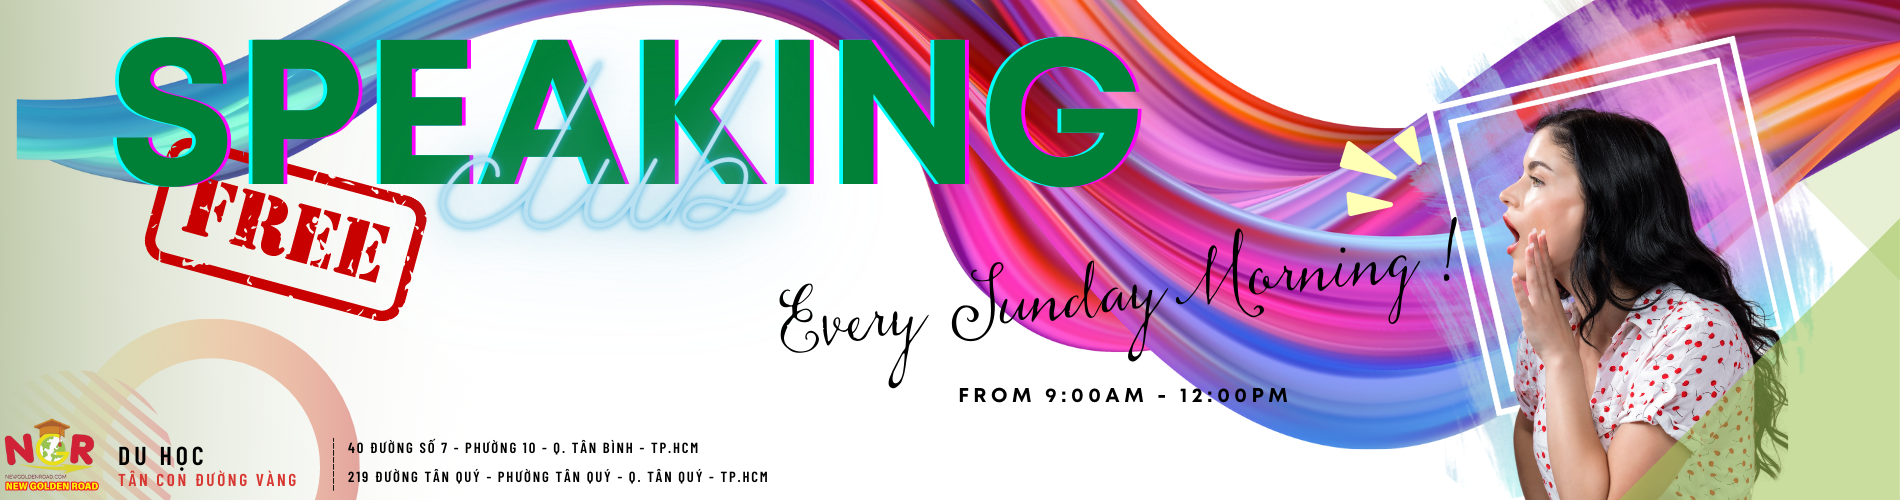 SPEAKING
club
FREE
Every Sunday Morning !
FROM 9:00AM - 12:00PM
NGR
NEWGOLDENROAD.COM
NEW GOLDEN ROAD
DU HỌC
TÂN CON ĐƯỜNG VÀNG
40 ĐƯỜNG SỐ 7 - PHƯỜNG 10 - Q. TÂN BÌNH - TP.HCM
219 ĐƯỜNG TÂN QUÝ - PHƯỜNG TÂN QUÝ - Q. TÂN QUÝ - TP.HCM